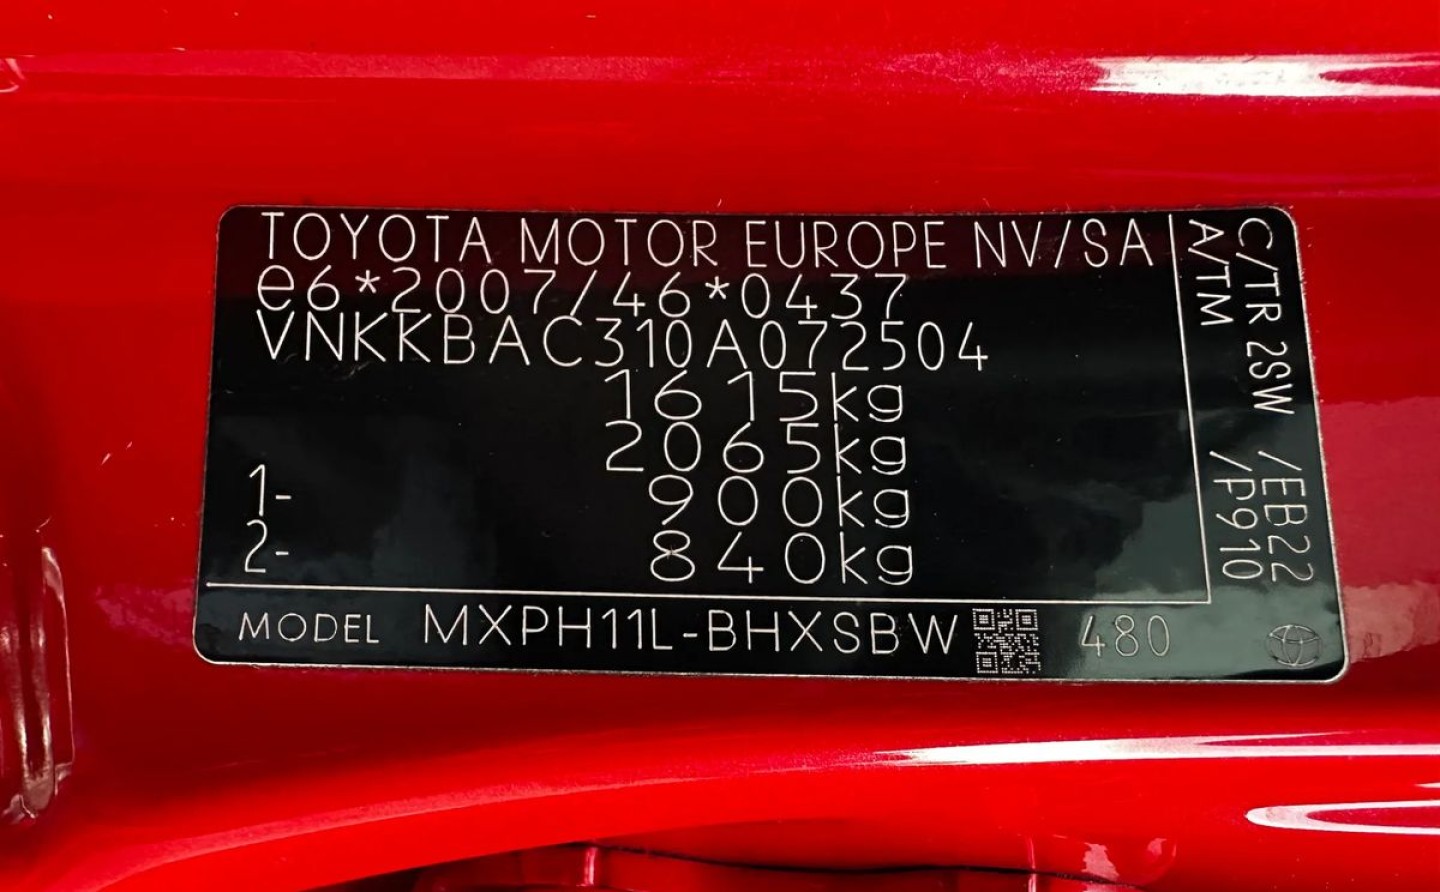 TOYOTA MOTOR EUROPE NV/SA
e6*2007/46*0437
VNKKBAC310A072504
1615kg
2065kg
1- 900kg
2- 840kg
MODEL MXPH11L-BHXSBW 480
C/TR 2SW /EB22
A/TM /P910